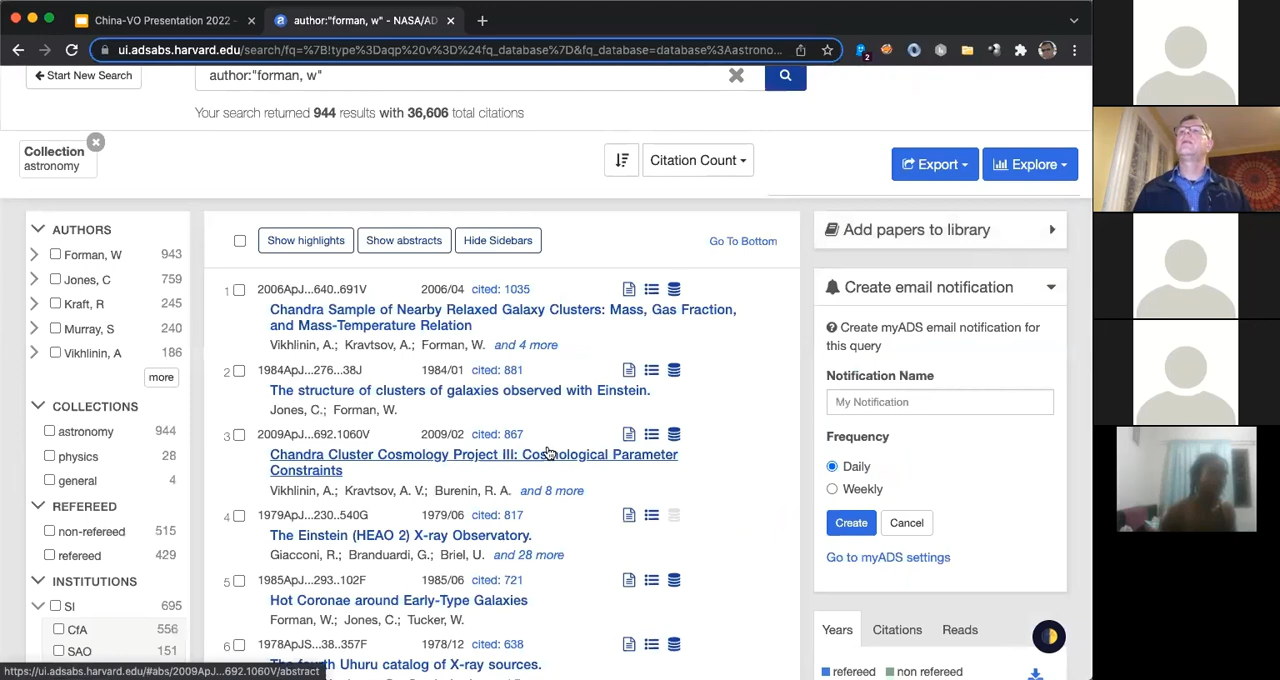 China-VO Presentation 2022 -
author:"forman, w" - NASA/AD
ui.adsabs.harvard.edu/search/fq=%7B!type%3Daqp%20v%3D%24fq_database%7D&fq_database=database%3Aastrono...
2
Start New Search
author:"forman, w"
Your search returned 944 results with 36,606 total citations
Collection
astronomy
Citation Count
Export
Explore
AUTHORS
Forman, W 943
Jones, C 759
Kraft, R 245
Murray, S 240
Vikhlinin, A 186
more
COLLECTIONS
astronomy 944
physics 28
general 4
REFEREED
non-refereed 515
refereed 429
INSTITUTIONS
SI 695
CfA 556
SAO 151
https://ui.adsabs.harvard.edu/#abs/2009ApJ...692.1060V/abstract
Show highlights Show abstracts Hide Sidebars Go To Bottom
1 2006ApJ...640..691V 2006/04 cited: 1035
Chandra Sample of Nearby Relaxed Galaxy Clusters: Mass, Gas Fraction,
and Mass-Temperature Relation
Vikhlinin, A.; Kravtsov, A.; Forman, W. and 4 more
2 1984ApJ...276...38J 1984/01 cited: 881
The structure of clusters of galaxies observed with Einstein.
Jones, C.; Forman, W.
3 2009ApJ...692.1060V 2009/02 cited: 867
Chandra Cluster Cosmology Project III: Cosmological Parameter
Constraints
Vikhlinin, A.; Kravtsov, A. V.; Burenin, R. A. and 8 more
4 1979ApJ...230..540G 1979/06 cited: 817
The Einstein (HEAO 2) X-ray Observatory.
Giacconi, R.; Branduardi, G.; Briel, U. and 28 more
5 1985ApJ...293..102F 1985/06 cited: 721
Hot Coronae around Early-Type Galaxies
Forman, W.; Jones, C.; Tucker, W.
6 1978ApJS...38..357F 1978/12 cited: 638
The fourth Uhuru catalog of X-ray sources.
Add papers to library
Create email notification
Create myADS email notification for
this query
Notification Name
My Notification
Frequency
Daily
Weekly
Create Cancel
Go to myADS settings
Years Citations Reads
refereed non refereed